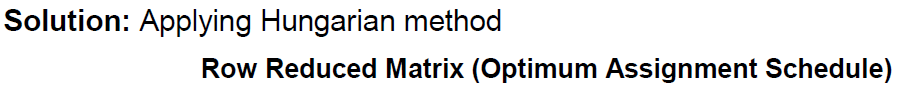 Solution: Applying Hungarian method
Row Reduced Matrix (Optimum Assignment Schedule)